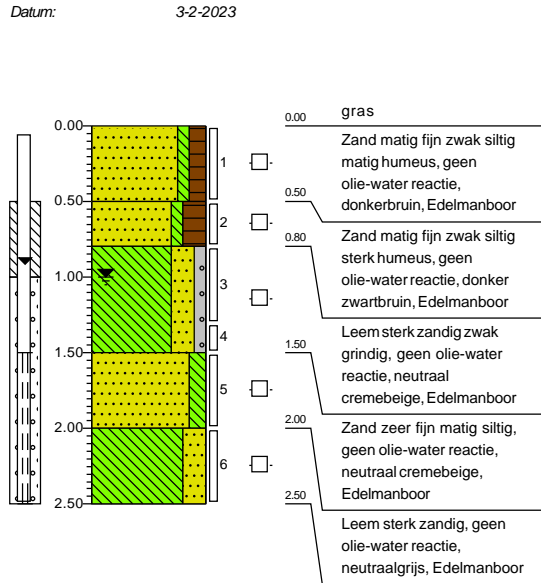 Datum: 3-2-2023
0.00
0.50
1.00
1.50
2.00
2.50
1
2
3
4
5
6
0.00 gras
Zand matig fijn zwak siltig
matig humeus, geen
olie-water reactie,
0.50 donkerbruin, Edelmanboor
Zand matig fijn zwak siltig
0.80 sterk humeus, geen
olie-water reactie, donker
zwartbruin, Edelmanboor
Leem sterk zandig zwak
1.50 grindig, geen olie-water
reactie, neutraal
cremebeige, Edelmanboor
2.00 Zand zeer fijn matig siltig,
geen olie-water reactie,
neutraal cremebeige,
2.50 Edelmanboor
Leem sterk zandig, geen
olie-water reactie,
neutraalgrijs, Edelmanboor